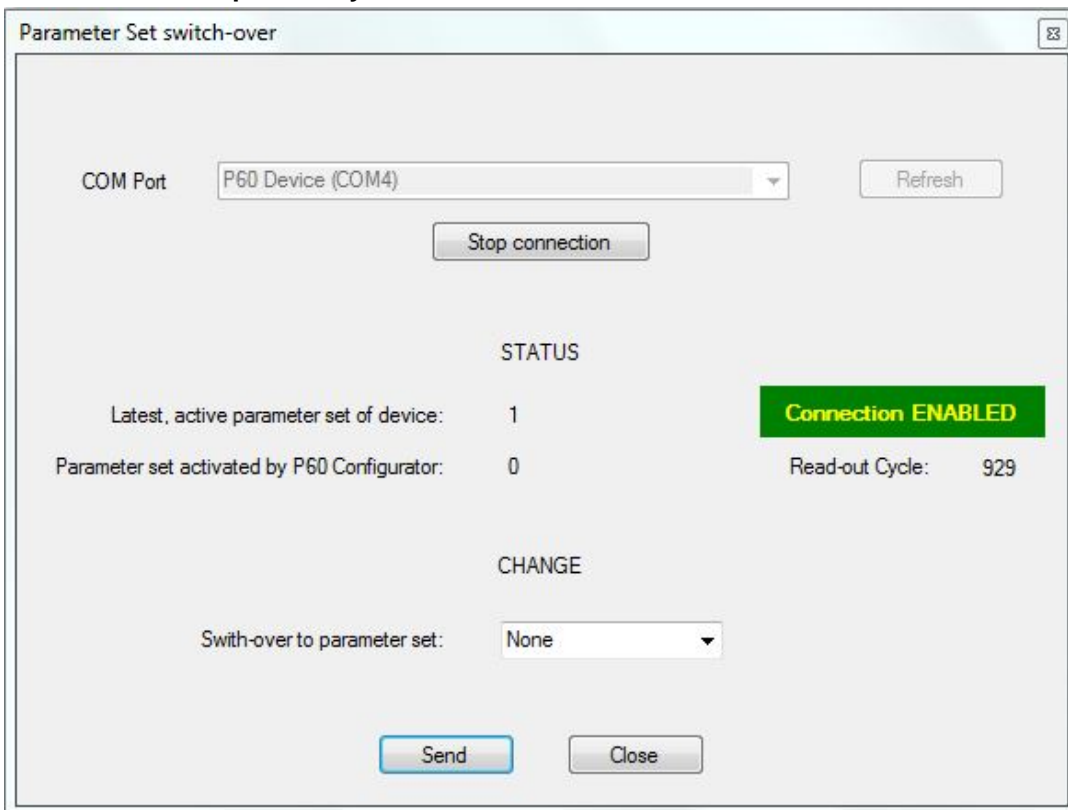 Parameter Set switch-over
COM Port P60 Device (COM4) Refresh
Stop connection
STATUS
Latest, active parameter set of device: 1 Connection ENABLED
Parameter set activated by P60 Configurator: 0 Read-out Cycle: 929
CHANGE
Swith-over to parameter set: None
Send Close